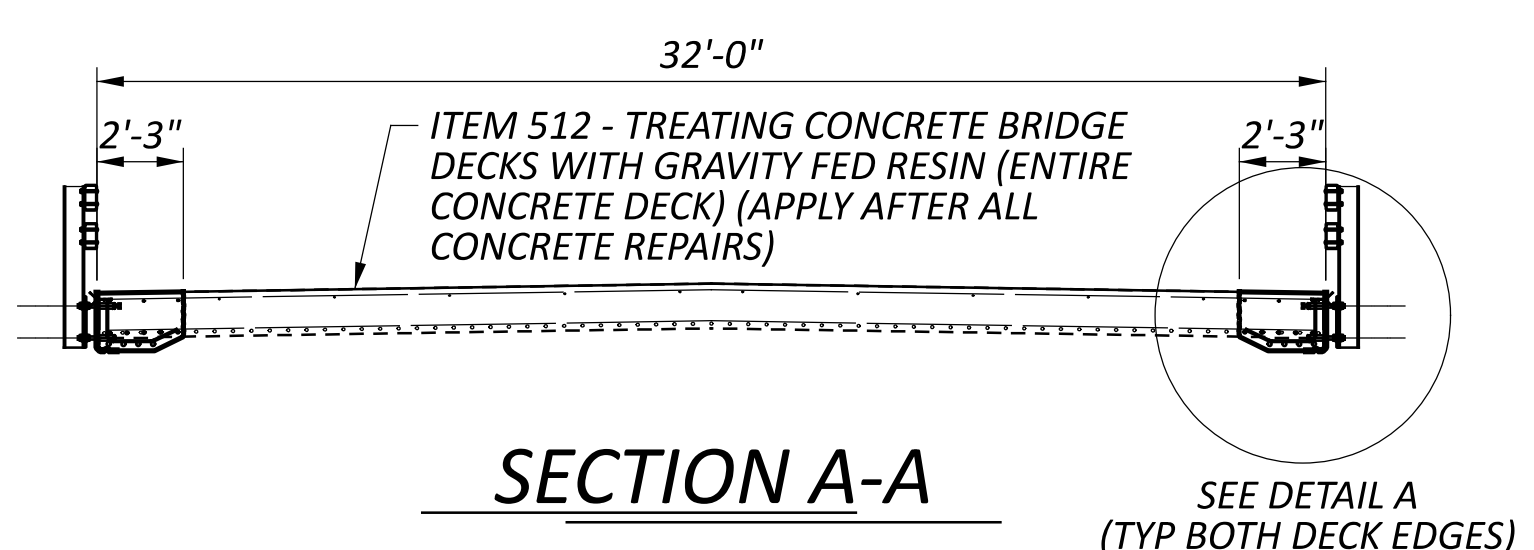 32'-0"
2'-3"
2'-3"
ITEM 512 - TREATING CONCRETE BRIDGE
DECKS WITH GRAVITY FED RESIN (ENTIRE
CONCRETE DECK) (APPLY AFTER ALL
CONCRETE REPAIRS)
SECTION A-A
SEE DETAIL A
(TYP BOTH DECK EDGES)